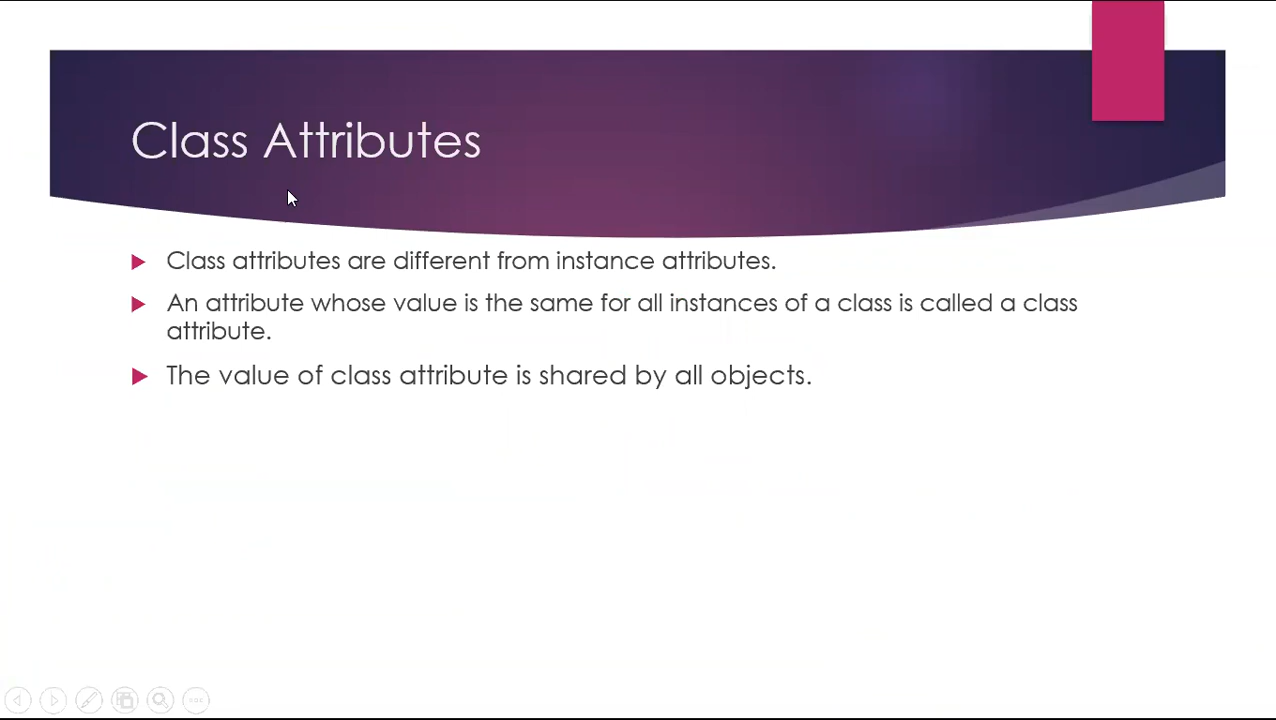 Class Attributes
Class attributes are different from instance attributes.
An attribute whose value is the same for all instances of a class is called a class
attribute.
The value of class attribute is shared by all objects.